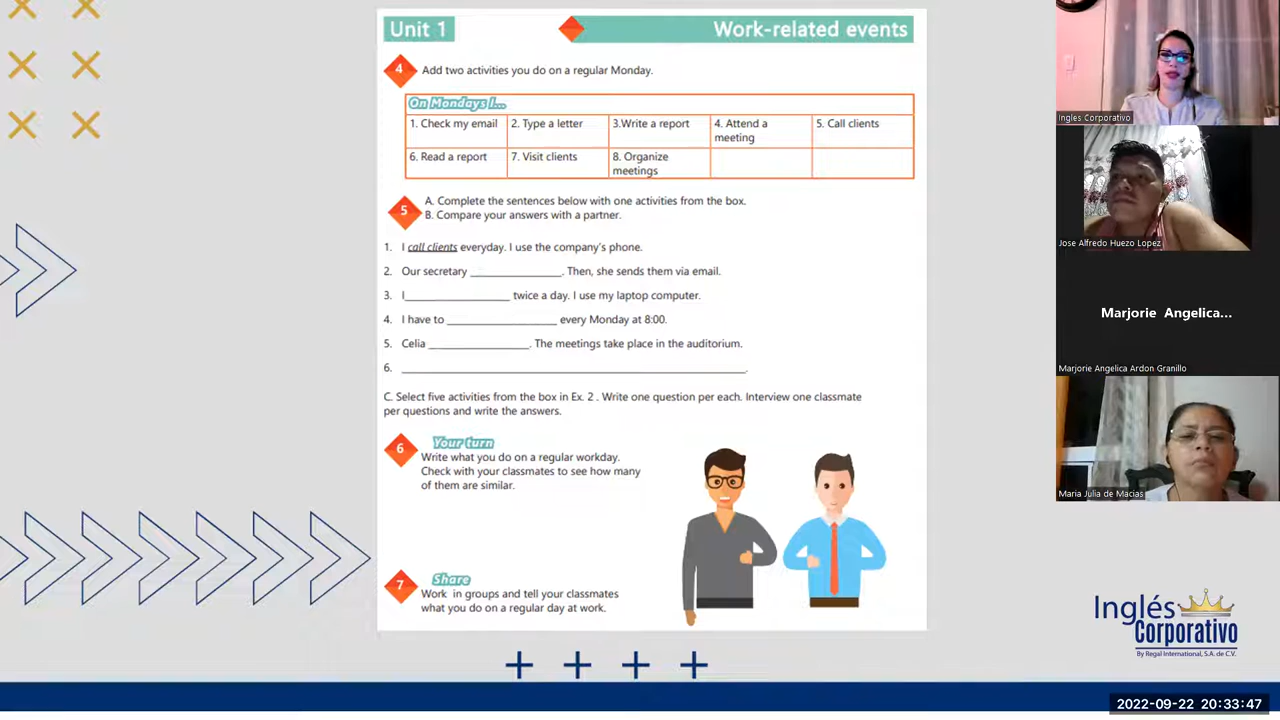 Unit 1
Work-related events
4
Add two activities you do on a regular Monday.
On Mondays I...
1. Check my email
2. Type a letter
3.Write a report
4. Attend a
meeting
5. Call clients
6. Read a report
7. Visit clients
8. Organize
meetings
5
A. Complete the sentences below with one activities from the box.
B. Compare your answers with a partner.
1. I call clients everyday. I use the company's phone.
2. Our secretary _______________. Then, she sends them via email.
3. I_________________ twice a day. I use my laptop computer.
4. I have to __________________ every Monday at 8:00.
5. Celia ________________. The meetings take place in the auditorium.
6. _________________________________________________________.
C. Select five activities from the box in Ex. 2 . Write one question per each. Interview one classmate
per questions and write the answers.
6
Your turn
Write what you do on a regular workday.
Check with your classmates to see how many
of them are similar.
7
Share
Work in groups and tell your classmates
what you do on a regular day at work.
Ingles Corporativo
Jose Alfredo Huezo Lopez
Marjorie Angelica...
Marjorie Angelica Ardon Granillo
Maria Julia de Macias
Inglés
Corporativo
By Regal International, S.A. de C.V.
2022-09-22 20:33:47